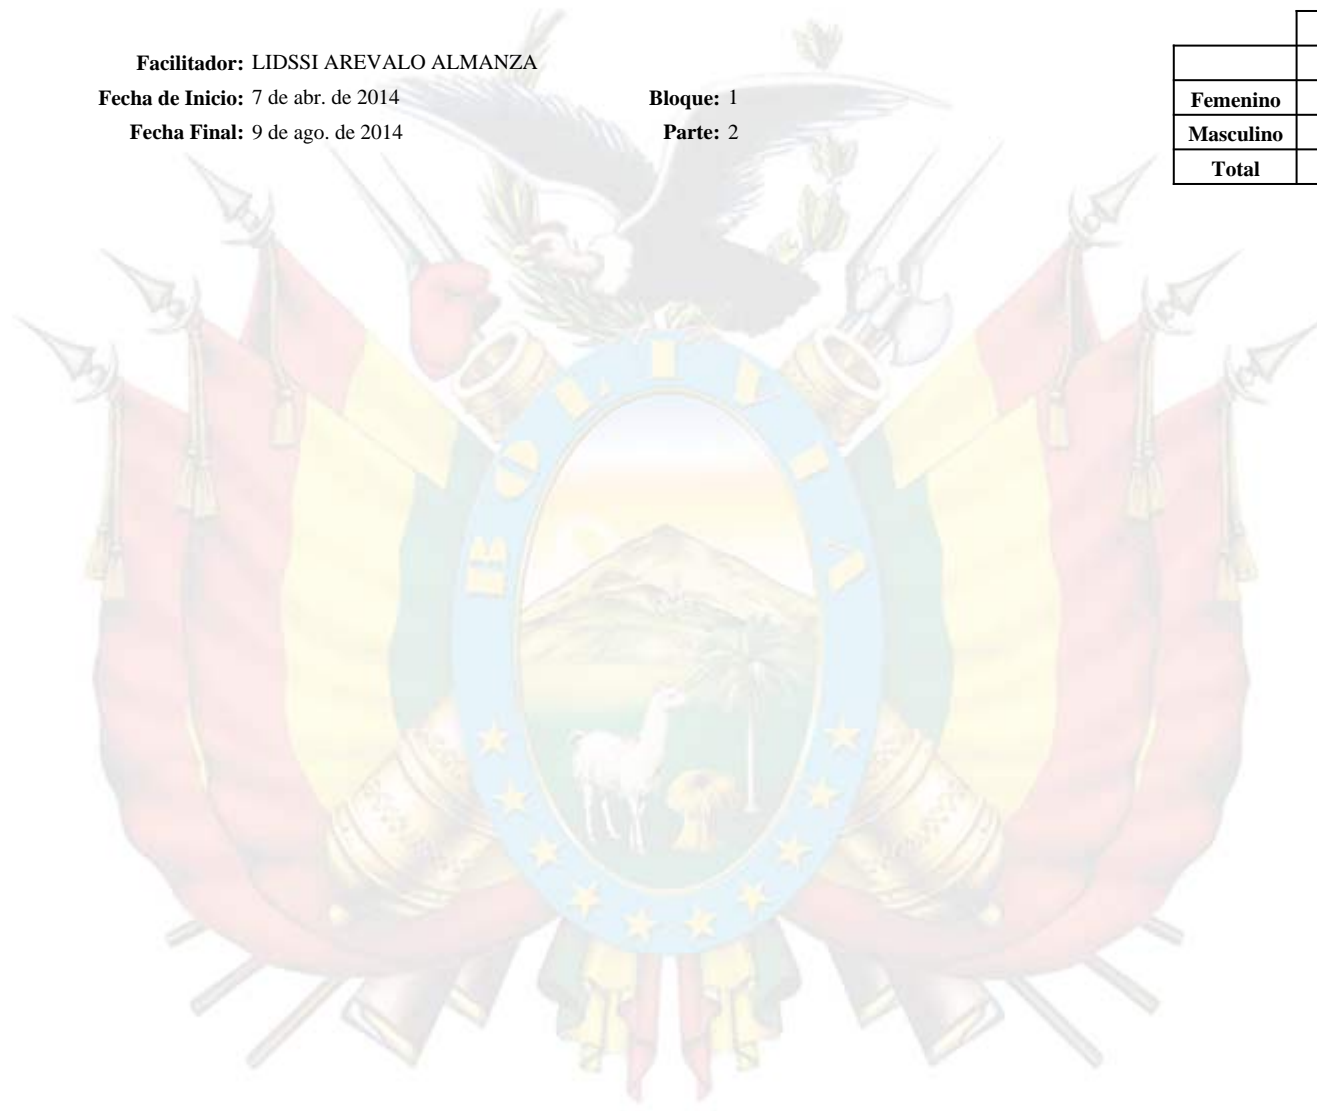 Facilitador: LIDSSI AREVALO ALMANZA
Fecha de Inicio: 7 de abr. de 2014 Bloque: 1
Fecha Final: 9 de ago. de 2014 Parte: 2
Femenino
Masculino
Total
BOLIVIA